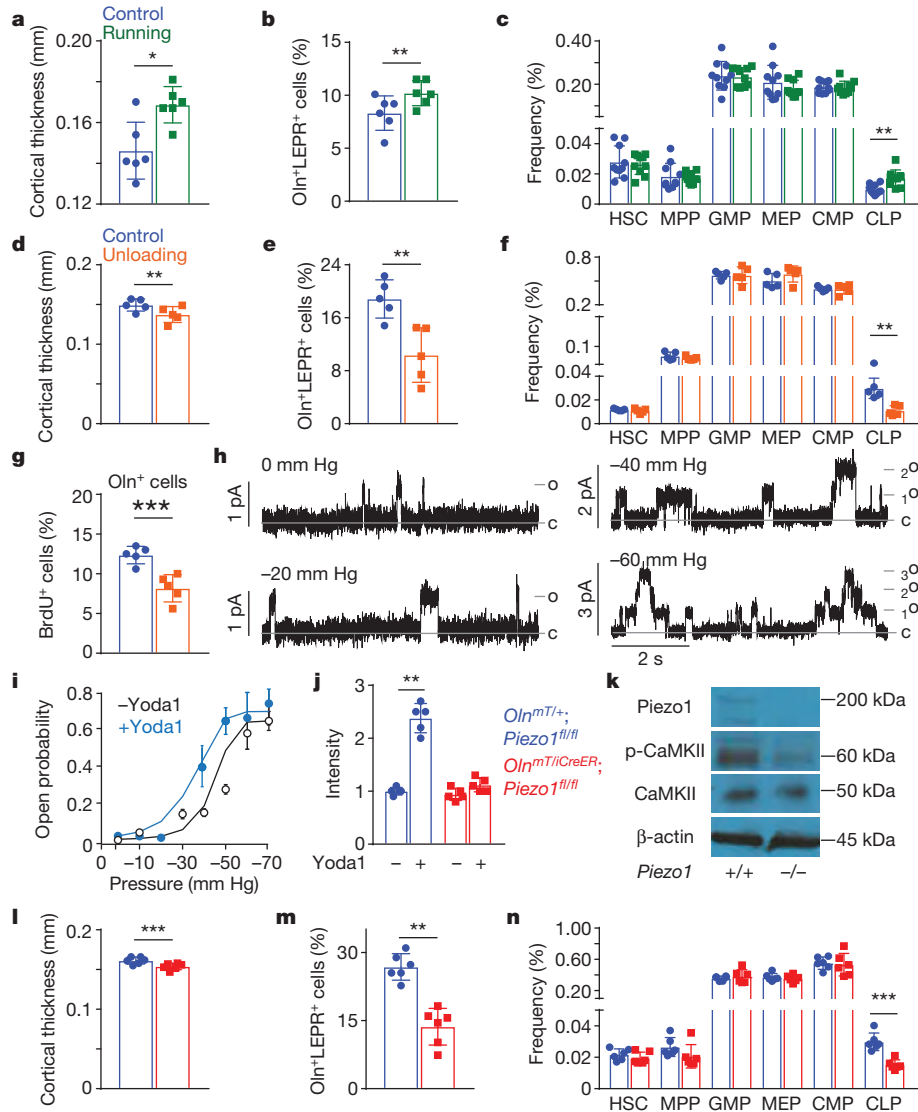 a
Control
Running
Cortical thickness (mm)
0.20
0.16
0.12
*
b
Oln+LEPR+ cells (%)
15
10
5
0
**
c
Frequency (%)
0.40
0.20
0.04
0.02
0
**
HSC MPP GMP MEP CMP CLP
d
Control
Unloading
Cortical thickness (mm)
0.2
0.1
0
**
e
Oln+LEPR+ cells (%)
24
16
8
0
**
f
Frequency (%)
0.8
0.2
0.1
0.04
0.02
0
**
HSC MPP GMP MEP CMP CLP
g
Oln+ cells
BrdU+ cells (%)
20
15
10
5
0
***
h
0 mm Hg
1 pA
o
c
–20 mm Hg
1 pA
o
c
–40 mm Hg
2 pA
2o
1o
c
–60 mm Hg
3 pA
3o
2o
1o
c
2 s
i
–Yoda1
+Yoda1
Open probability
0.8
0.6
0.4
0.2
0
0 –10 –30 –50 –70
Pressure (mm Hg)
j
Intensity
3
2
1
0
**
Yoda1 – + – +
OlnmT/+;
Piezo1fl/fl
OlnmT/iCreER;
Piezo1fl/fl
k
Piezo1
200 kDa
p-CaMKII
60 kDa
CaMKII
50 kDa
β-actin
45 kDa
Piezo1 +/+ –/–
l
Cortical thickness (mm)
0.2
0.1
0
***
m
Oln+LEPR+ cells (%)
30
15
0
**
n
Frequency (%)
1.00
0.60
0.40
0.04
0.02
0
***
HSC MPP GMP MEP CMP CLP